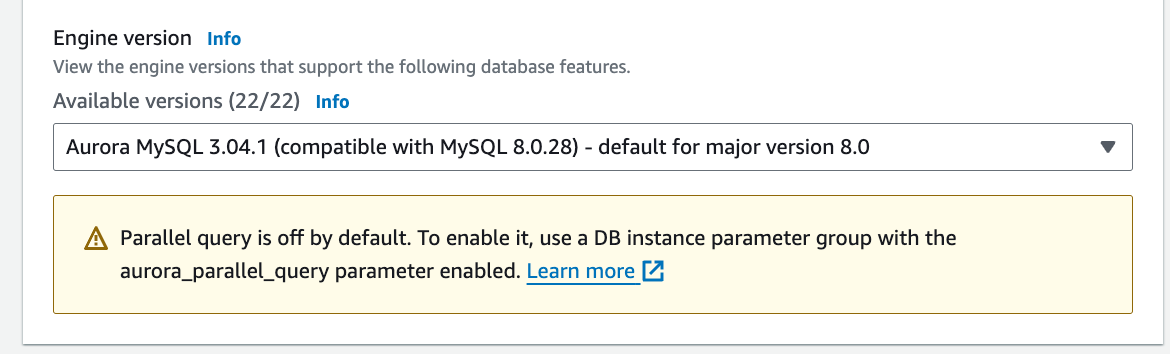 Engine version Info
View the engine versions that support the following database features.
Available versions (22/22) Info
Aurora MySQL 3.04.1 (compatible with MySQL 8.0.28) - default for major version 8.0
Parallel query is off by default. To enable it, use a DB instance parameter group with the
aurora_parallel_query parameter enabled. Learn more